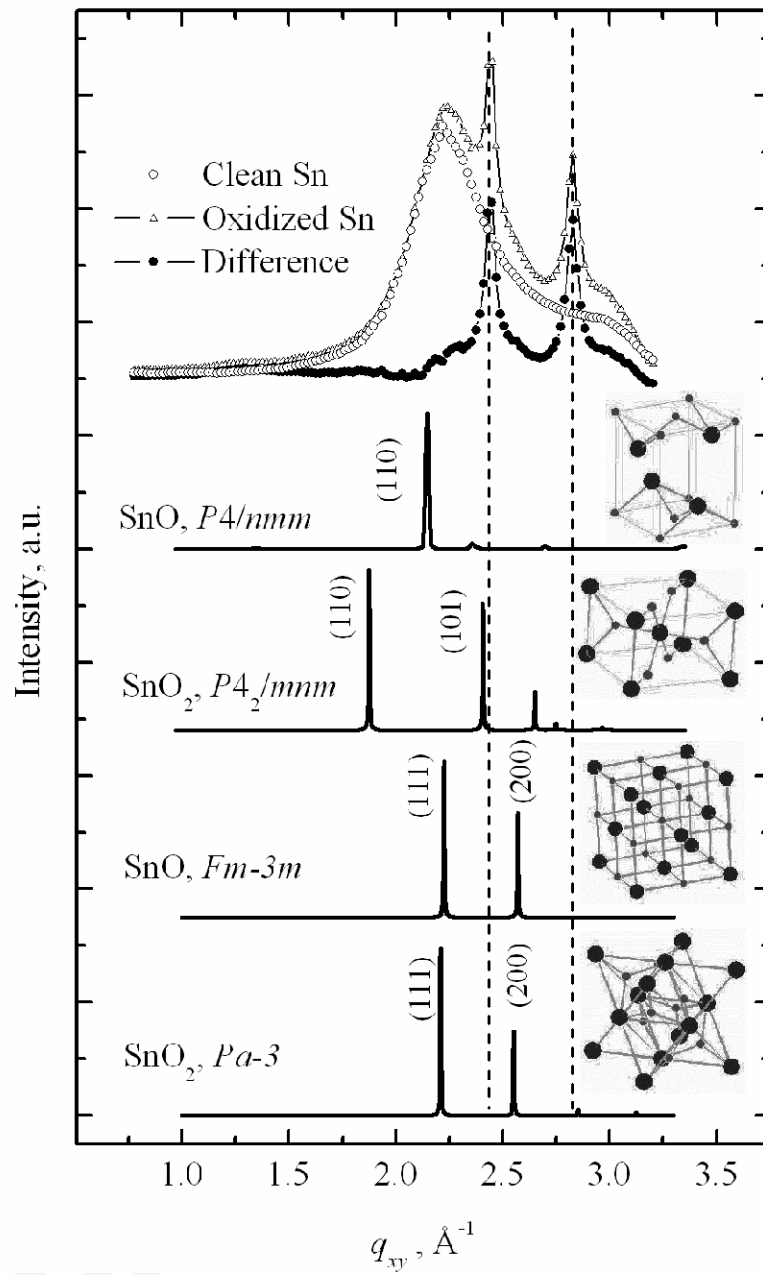 Clean Sn
Oxidized Sn
Difference
(110)
SnO, P4/nmm
(110)
(101)
SnO₂, P4₂/mnm
(111)
(200)
SnO, Fm-3m
(111)
(200)
SnO₂, Pa-3
Intensity, a.u.
1.0 1.5 2.0 2.5 3.0 3.5
qxy , Å⁻¹